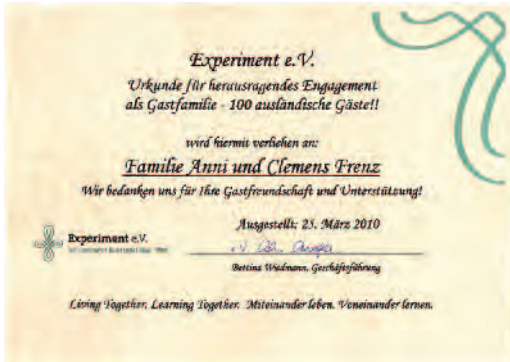 Experiment e.V.
Urkunde für herausragendes Engagement
als Gastfamilie - 100 ausländische Gäste!!
wird hiermit verliehen an:
Familie Anni und Clemens Frenz
Wir bedanken uns für Ihre Gastfreundschaft und Unterstützung!
Ausgestellt: 25. März 2010
Experiment e.V.
i.V.
Bettina Wiedmann, Geschäftsführung
Living Together, Learning Together. Miteinander leben. Voneinander lernen.